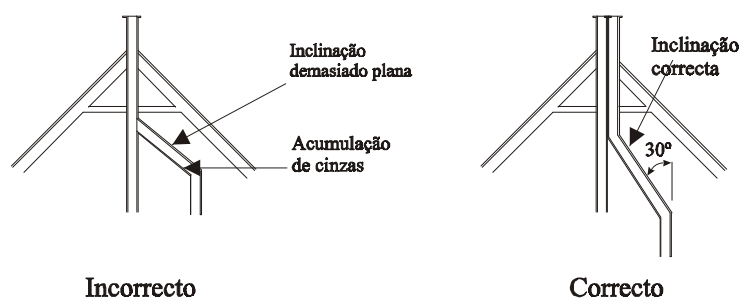 Inclinação
demasiado plana
Acumulação
de cinzas
Incorrecto
Inclinação
correcta
30º
Correcto